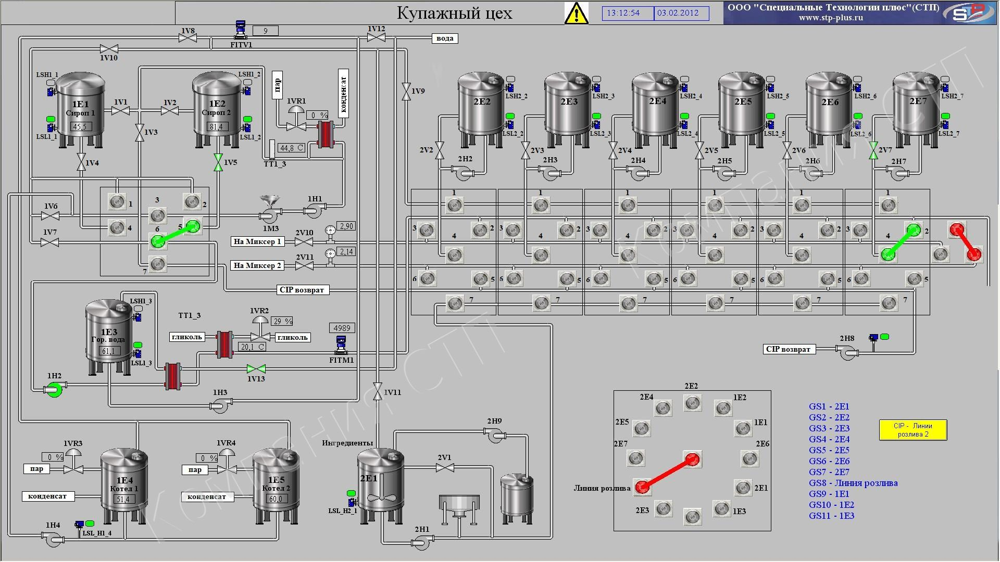 Купажный цех
13:12:54
03.02.2012
ООО "Специальные Технологии плюс"(СТП)
www.stp-plus.ru
STP
1V8
9
FITV1
1V12
вода
1V10
LSH1_1
1E1
Сироп 1
45,5
LSL1_1
1V1
1V2
1V3
LSH1_2
1E2
Сироп 2
81,4
LSL1_2
пар
конденсат
1VR1
0 %
44,8 C
TT1_3
1V9
1V4
1V5
2E2
LSH2_2
LSL2_2
2E3
LSH2_3
LSL2_3
2E4
LSH2_4
LSL2_4
2E5
LSH2_5
LSL2_5
2E6
LSH2_6
LSL2_6
2E7
LSH2_7
LSL2_7
2V2
2H2
2V3
2H3
2V4
2H4
2V5
2H5
2V6
2H6
2V7
2H7
1V6
1V7
1
2
3
4
5
6
7
1M3
1H1
На Миксер 1
2V10
2,90
На Миксер 2
2V11
2,14
CIP возврат
1
3
2
4
6
5
7
1
3
2
4
6
5
7
1
3
2
4
6
5
7
1
3
2
4
6
5
7
1
3
2
4
6
5
7
1
3
2
4
6
5
7
LSH1_3
1E3
Гор. вода
61,1
LSL1_3
TT1_3
1VR2
29 %
гликоль
гликоль
20,1 C
4989
FITM1
1V13
1H2
1H3
1V11
CIP возврат
2H8
1VR3
0 %
пар
конденсат
1E4
Котел 1
51,4
1VR4
0 %
пар
конденсат
1E5
Котел 2
60,0
1H4
LSL_H1_4
Ингредиенты
2E1
LSL_H2_1
2V1
2H9
2H1
2E2
2E4
1E2
2E5
1E1
2E7
2E6
Линия розлива
2E1
2E3
1E3
GS1 - 2E1
GS2 - 2E2
GS3 - 2E3
GS4 - 2E4
GS5 - 2E5
GS6 - 2E6
GS7 - 2E7
GS8 - Линия розлива
GS9 - 1E1
GS10 - 1E2
GS11 - 1E3
CIP - Линии
розлива 2
Компания СТП
Компания СТП